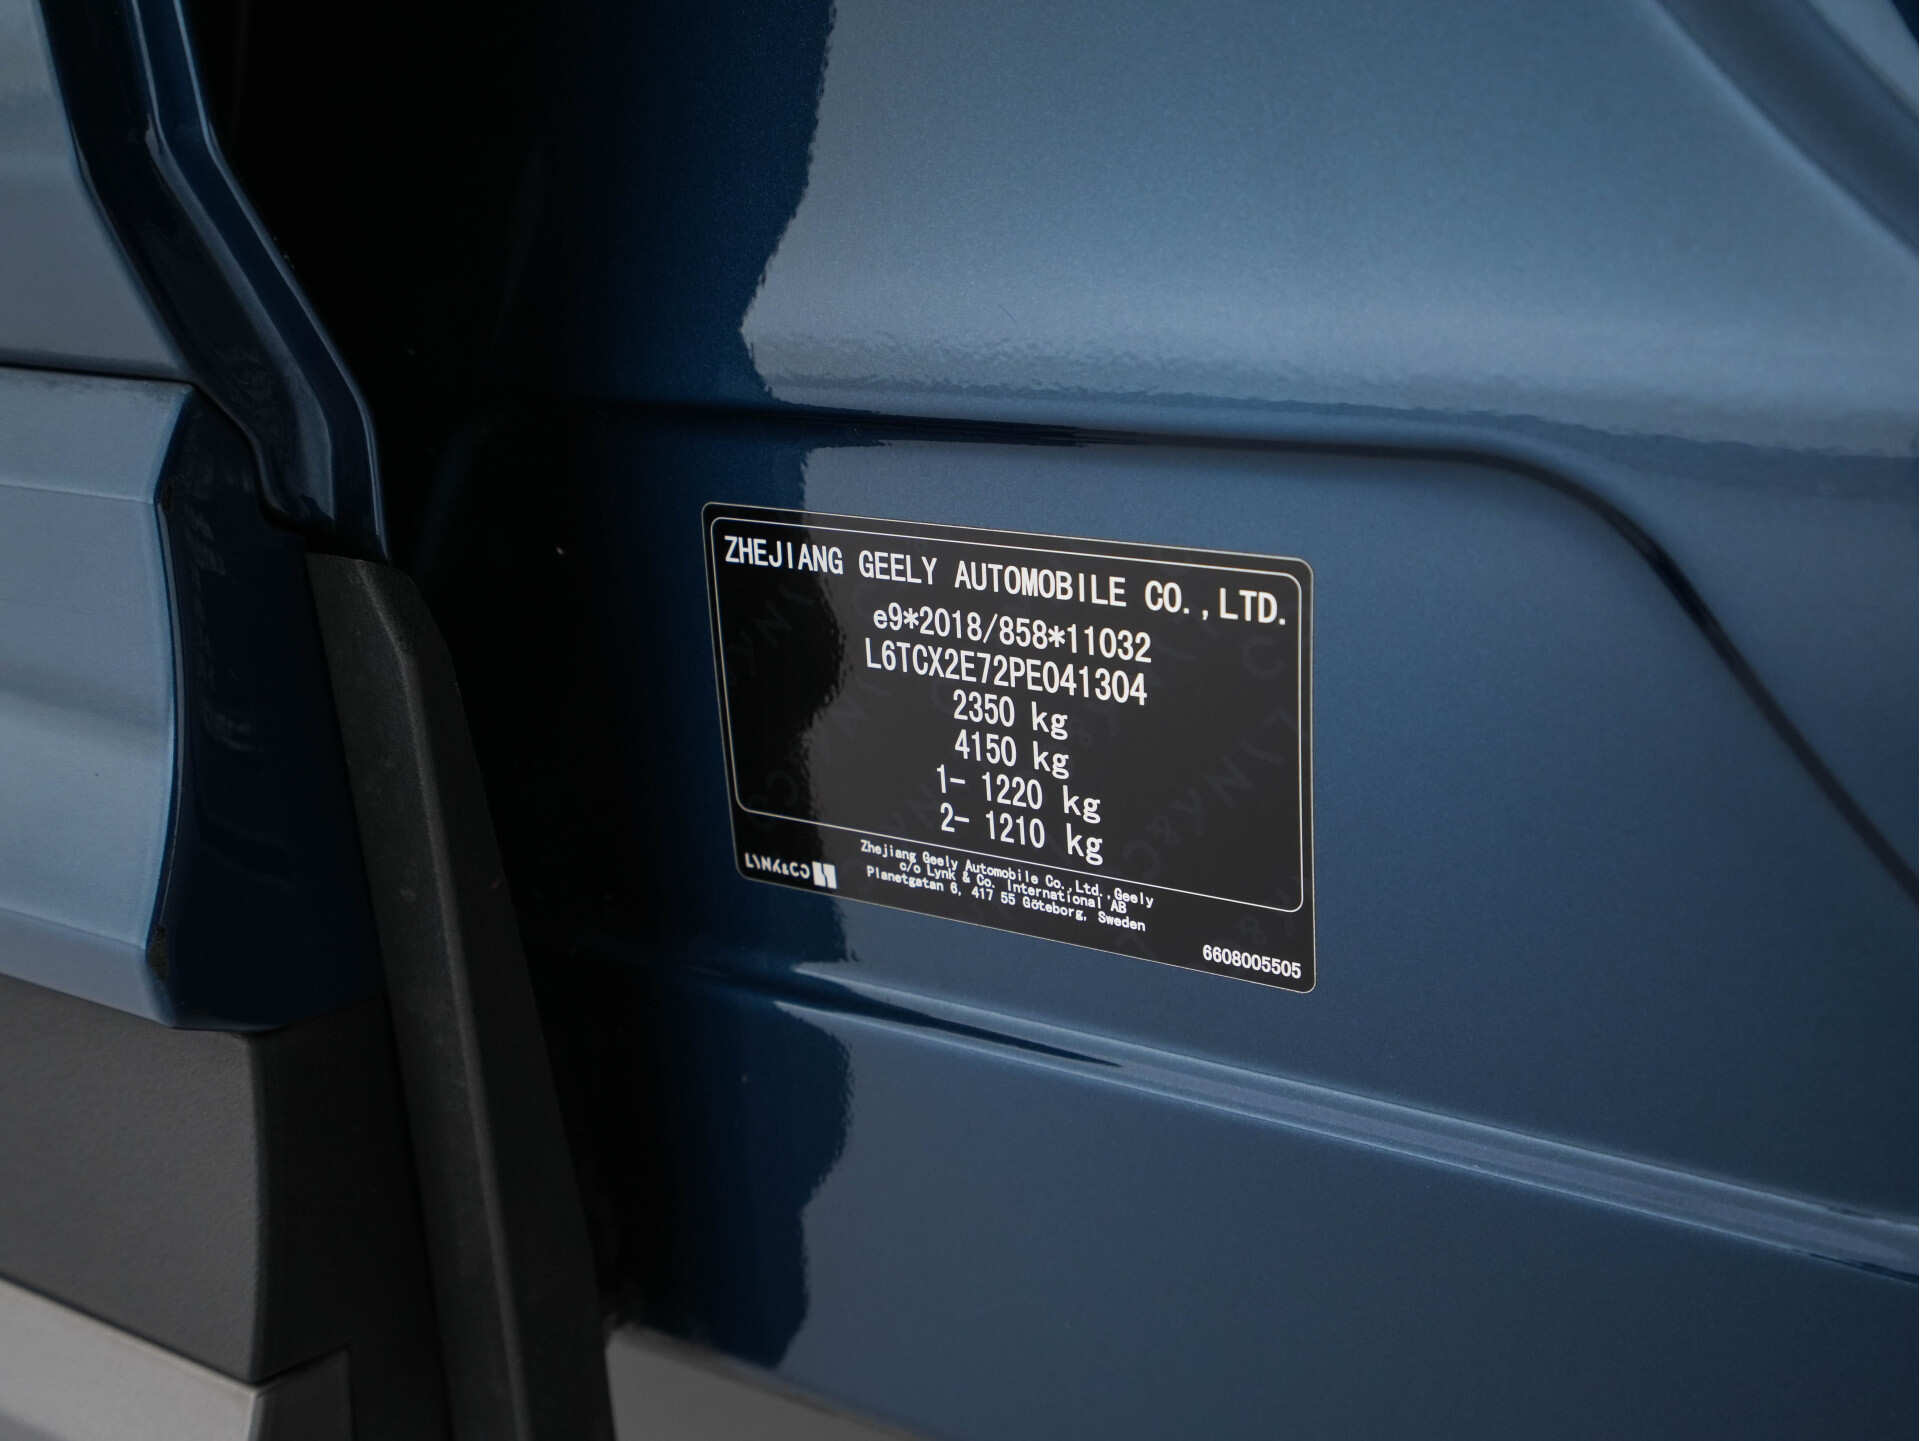 ZHEJIANG GEELY AUTOMOBILE CO.,LTD.
e9*2018/858*11032
L6TCX2E72PE041304
2350 kg
4150 kg
1- 1220 kg
2- 1210 kg
LYNK&CO
Zhejiang Geely Automobile Co.,Ltd.,Geely
c/o Lynk & Co. International AB
Planetgatan 6, 417 55 Göteborg, Sweden
6608005505